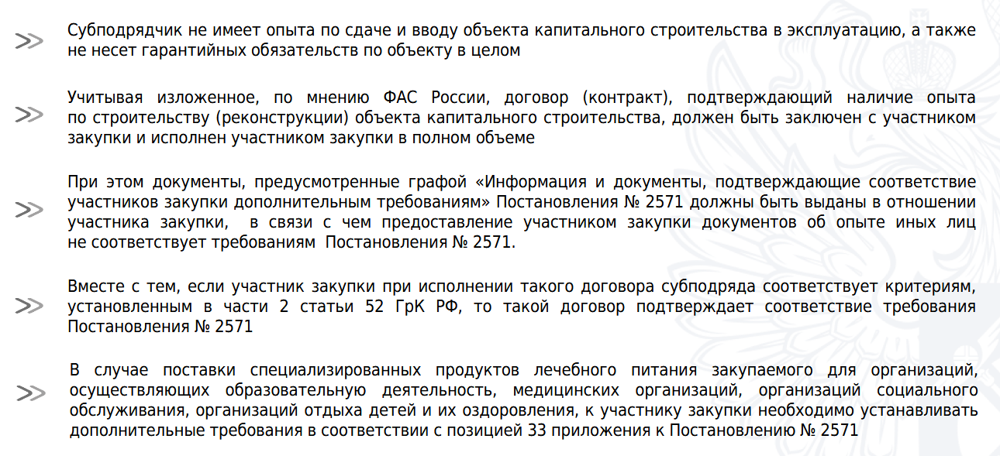 Субподрядчик не имеет опыта по сдаче и вводу объекта капитального строительства в эксплуатацию, а также
не несет гарантийных обязательств по объекту в целом
Учитывая изложенное, по мнению ФАС России, договор (контракт), подтверждающий наличие опыта
по строительству (реконструкции) объекта капитального строительства, должен быть заключен с участником
закупки и исполнен участником закупки в полном объеме
При этом документы, предусмотренные графой «Информация и документы, подтверждающие соответствие
участников закупки дополнительным требованиям» Постановления № 2571 должны быть выданы в отношении
участника закупки, в связи с чем предоставление участником закупки документов об опыте иных лиц
не соответствует требованиям Постановления № 2571.
Вместе с тем, если участник закупки при исполнении такого договора субподряда соответствует критериям,
установленным в части 2 статьи 52 ГрК РФ, то такой договор подтверждает соответствие требования
Постановления № 2571
В случае поставки специализированных продуктов лечебного питания закупаемого для организаций,
осуществляющих образовательную деятельность, медицинских организаций, организаций социального
обслуживания, организаций отдыха детей и их оздоровления, к участнику закупки необходимо устанавливать
дополнительные требования в соответствии с позицией 33 приложения к Постановлению № 2571